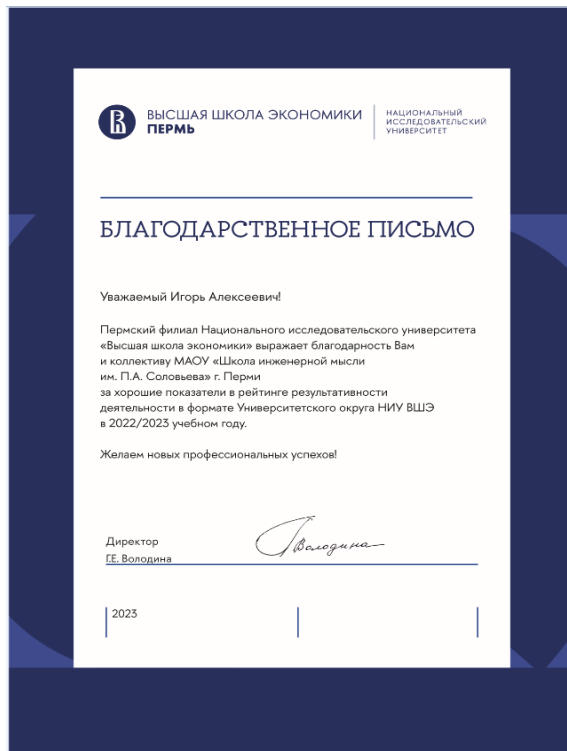 ВЫСШАЯ ШКОЛА ЭКОНОМИКИ
ПЕРМЬ
НАЦИОНАЛЬНЫЙ
ИССЛЕДОВАТЕЛЬСКИЙ
УНИВЕРСИТЕТ
БЛАГОДАРСТВЕННОЕ ПИСЬМО
Уважаемый Игорь Алексеевич!
Пермский филиал Национального исследовательского университета
«Высшая школа экономики» выражает благодарность Вам
и коллективу МАОУ «Школа инженерной мысли
им. П.А. Соловьева» г. Перми
за хорошие показатели в рейтинге результативности
деятельности в формате Университетского округа НИУ ВШЭ
в 2022/2023 учебном году.
Желаем новых профессиональных успехов!
Директор
Г.Е. Володина
ГВолодина
2023